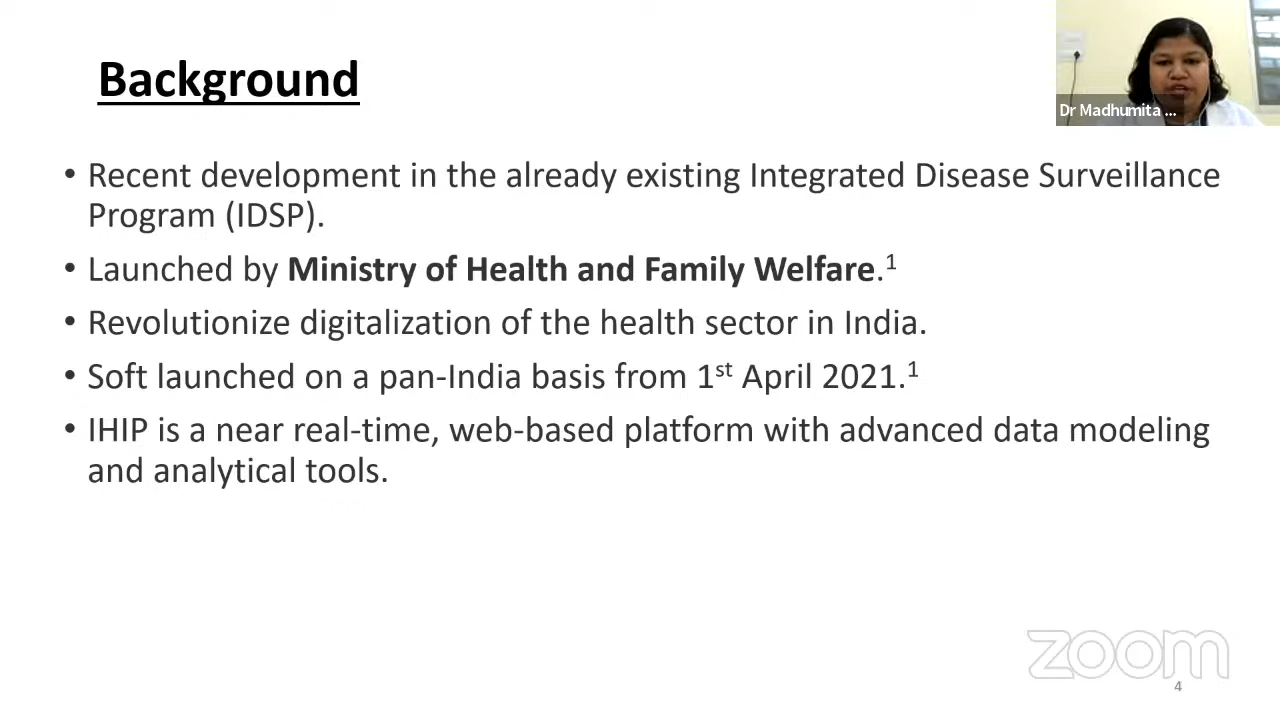 Background
Dr Madhumita ...
• Recent development in the already existing Integrated Disease Surveillance
Program (IDSP).
• Launched by Ministry of Health and Family Welfare.¹
• Revolutionize digitalization of the health sector in India.
• Soft launched on a pan-India basis from 1ˢᵗ April 2021.¹
• IHIP is a near real-time, web-based platform with advanced data modeling
and analytical tools.
zoom
4